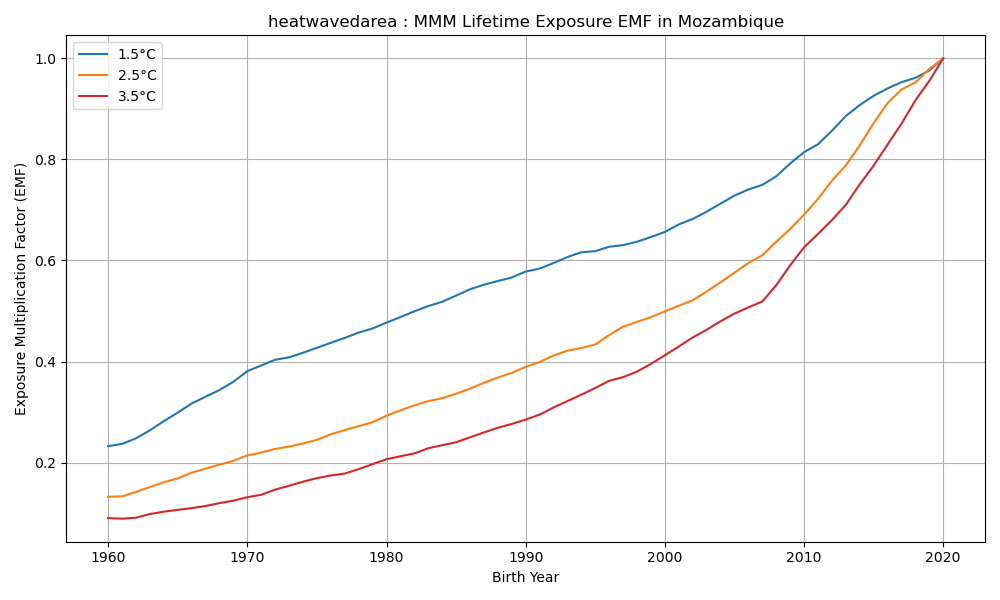 heatwavedarea : MMM Lifetime Exposure EMF in Mozambique
1.5°C
2.5°C
3.5°C
Exposure Multiplication Factor (EMF)
1.0
0.8
0.6
0.4
0.2
1960 1970 1980 1990 2000 2010 2020
Birth Year